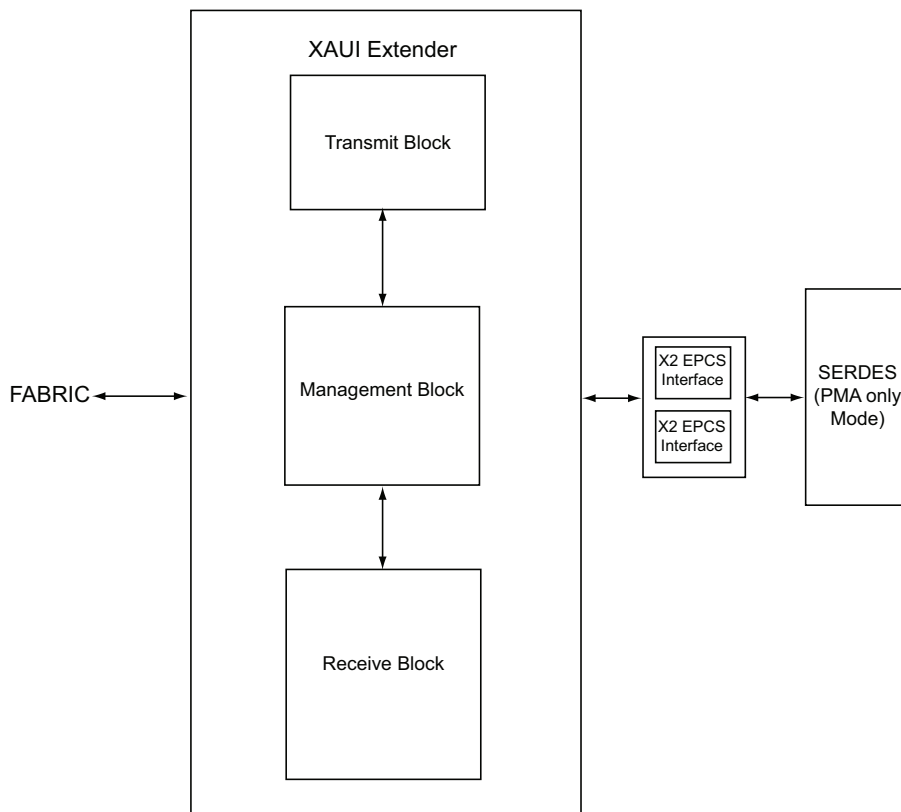 XAUI Extender
Transmit Block
Management Block
Receive Block
FABRIC
X2 EPCS
Interface
X2 EPCS
Interface
SERDES
(PMA only
Mode)